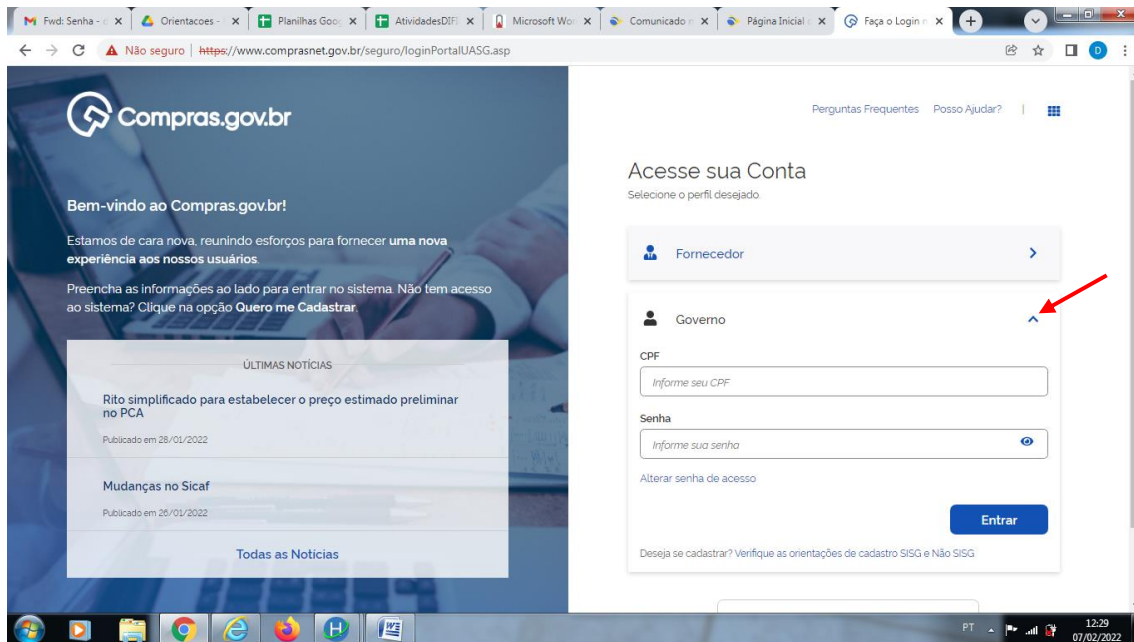 Fwd: Senha - c
Orientacoes -
Planilhas Goo
AtividadesDIF
Microsoft Wor
Comunicado n
Página Inicial
Faça o Login n
Não seguro | https://www.comprasnet.gov.br/seguro/loginPortalUASG.asp
D
Compras.gov.br
Bem-vindo ao Compras.gov.br!
Estamos de cara nova, reunindo esforços para fornecer uma nova
experiência aos nossos usuários.
Preencha as informações ao lado para entrar no sistema. Não tem acesso
ao sistema? Clique na opção Quero me Cadastrar.
ÚLTIMAS NOTÍCIAS
Rito simplificado para estabelecer o preço estimado preliminar
no PCA
Publicado em 28/01/2022
Mudanças no Sicaf
Publicado em 26/01/2022
Todas as Notícias
Perguntas Frequentes Posso Ajudar? |
Acesse sua Conta
Selecione o perfil desejado.
Fornecedor
Governo
CPF
Informe seu CPF
Senha
Informe sua senha
Alterar senha de acesso
Entrar
Deseja se cadastrar? Verifique as orientações de cadastro SISG e Não SISG
PT
12:29
07/02/2022